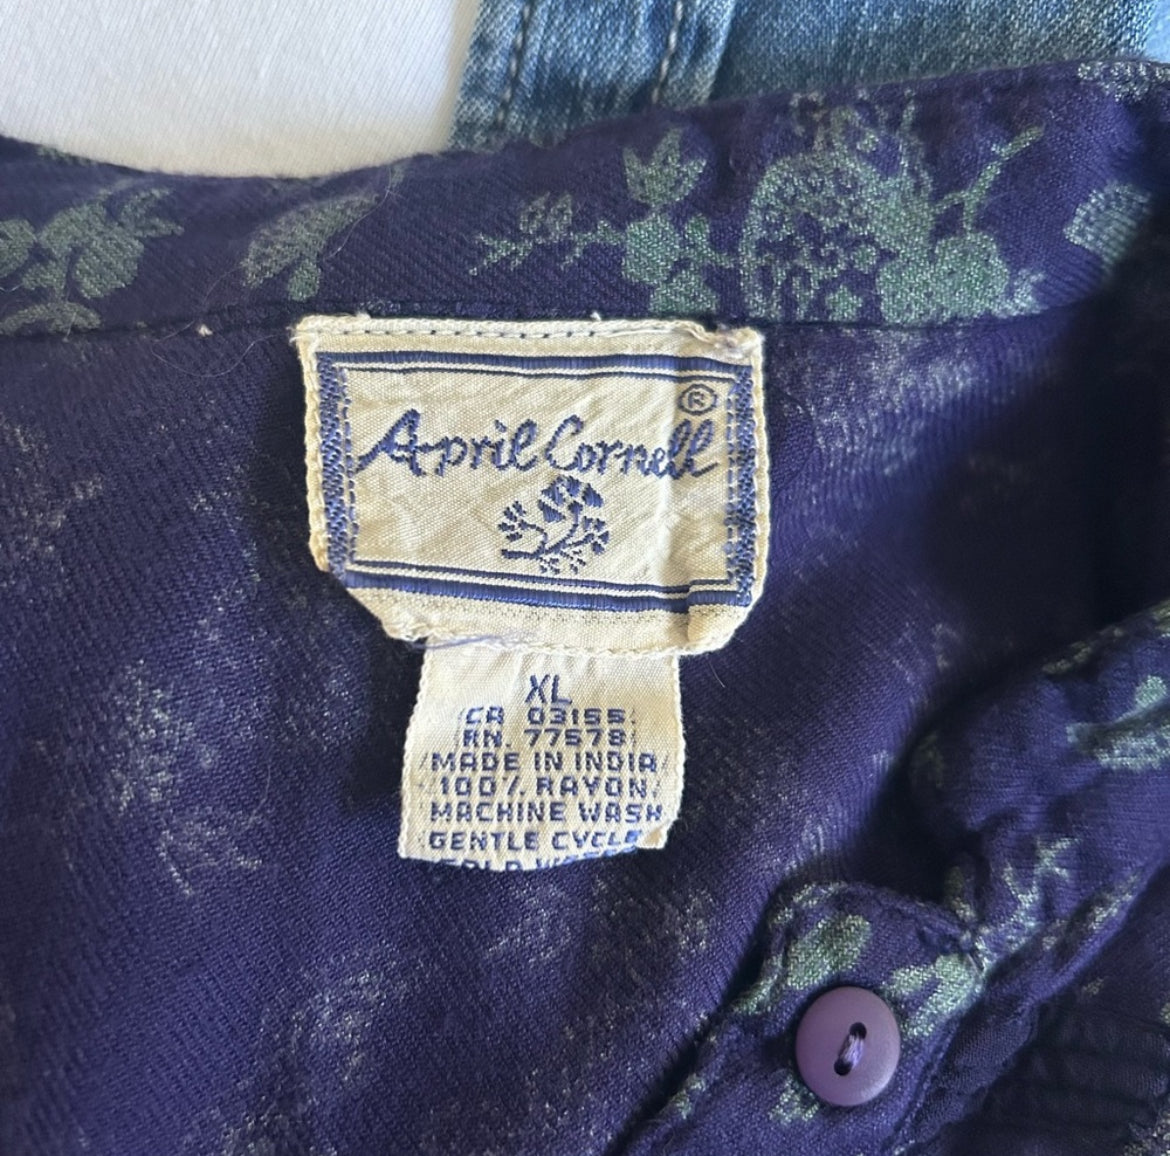 ®
April Cornell
XL
CA 03155
RN. 77578
MADE IN INDIA
100% RAYON
MACHINE WASH
GENTLE CYCLE